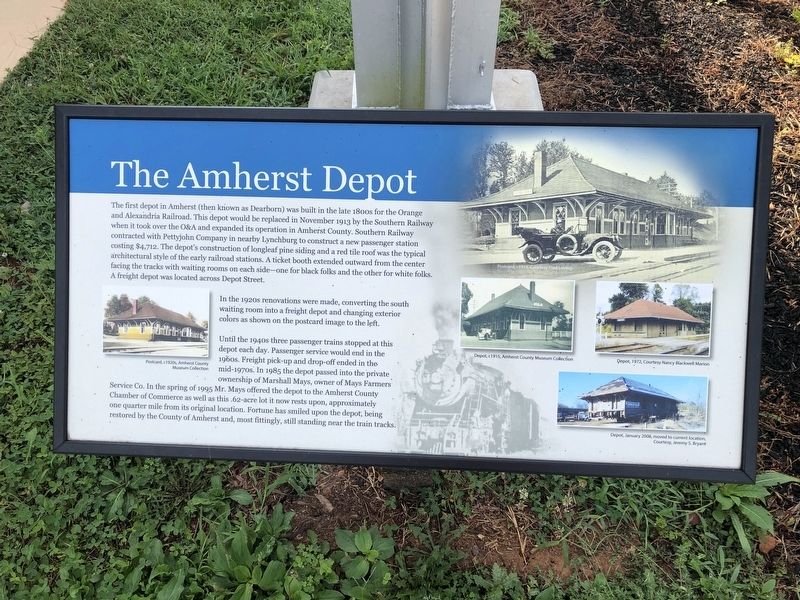 The Amherst Depot
The first depot in Amherst (then known as Dearborn) was built in the late 1800s for the Orange
and Alexandria Railroad. This depot would be replaced in November 1913 by the Southern Railway
when it took over the O&A and expanded its operation in Amherst County. Southern Railway
contracted with Pettyjohn Company in nearby Lynchburg to construct a new passenger station
costing $4,712. The depot's construction of longleaf pine siding and a red tile roof was the typical
architectural style of the early railroad stations. A ticket booth extended outward from the center
facing the tracks with waiting rooms on each side—one for black folks and the other for white folks.
A freight depot was located across Depot Street.
In the 1920s renovations were made, converting the south
waiting room into a freight depot and changing exterior
colors as shown on the postcard image to the left.
Until the 1940s three passenger trains stopped at this
depot each day. Passenger service would end in the
1960s. Freight pick-up and drop-off ended in the
mid-1970s. In 1985 the depot passed into the private
ownership of Marshall Mays, owner of Mays Farmers
Service Co. In the spring of 1995 Mr. Mays offered the depot to the Amherst County
Chamber of Commerce as well as this .62-acre lot it now rests upon, approximately
one quarter mile from its original location. Fortune has smiled upon the depot, being
restored by the County of Amherst and, most fittingly, still standing near the train tracks.
Postcard, c1920s, Amherst County
Museum Collection
Postcard, c1913, Courtesy
Depot, c1915, Amherst County Museum Collection
Depot, 1972, Courtesy Nancy Blackwell Marion
Depot, January 2008, moved to current location,
Courtesy, Jeremy S. Bryant